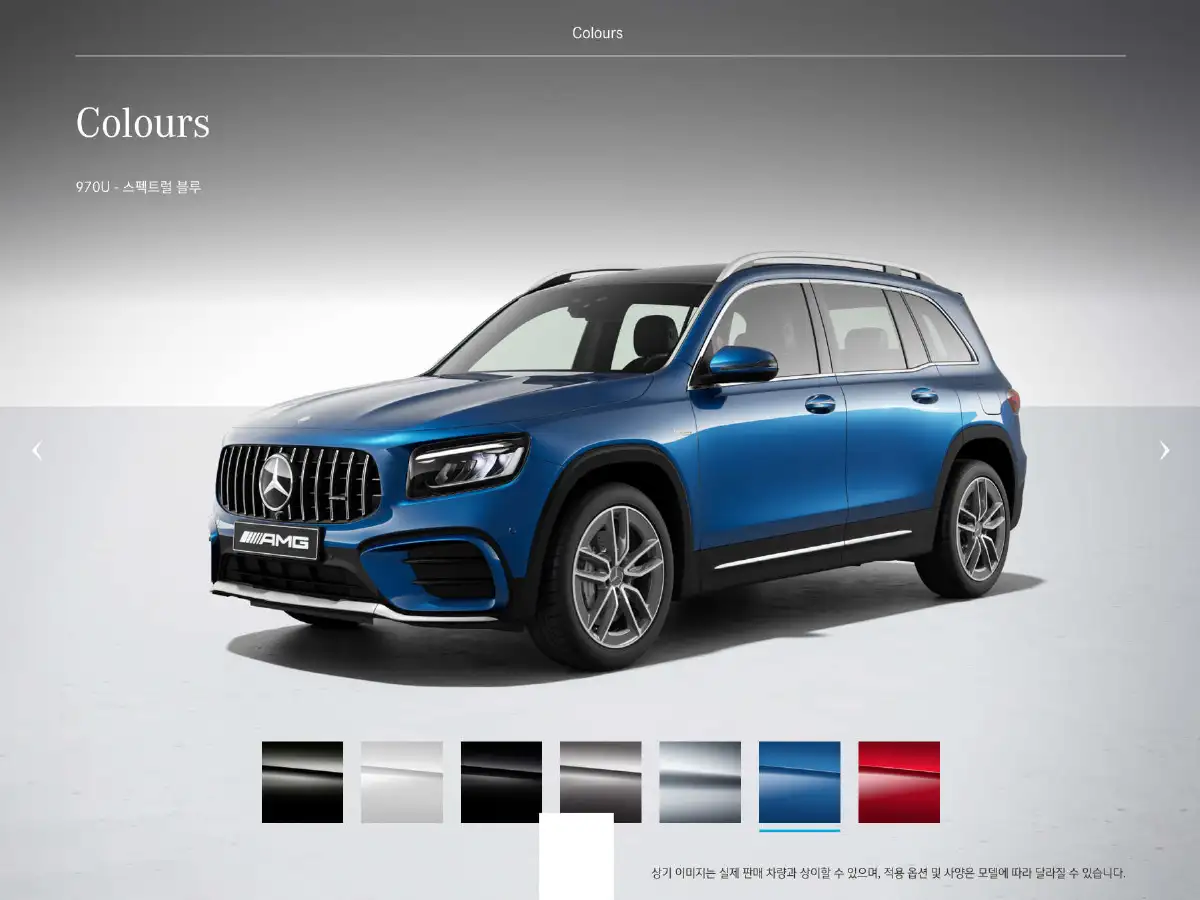 Colours
Colours
970U - 스펙트럴 블루
AMG
상기 이미지는 실제 판매 차량과 상이할 수 있으며, 적용 옵션 및 사양은 모델에 따라 달라질 수 있습니다.